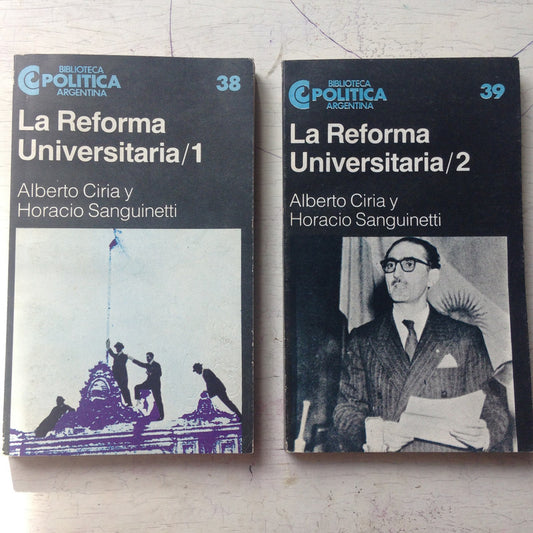 BIBLIOTECA
POLITICA
ARGENTINA
38
La Reforma
Universitaria/1
Alberto Ciria y
Horacio Sanguinetti
BIBLIOTECA
POLITICA
ARGENTINA
39
La Reforma
Universitaria/2
Alberto Ciria y
Horacio Sanguinetti